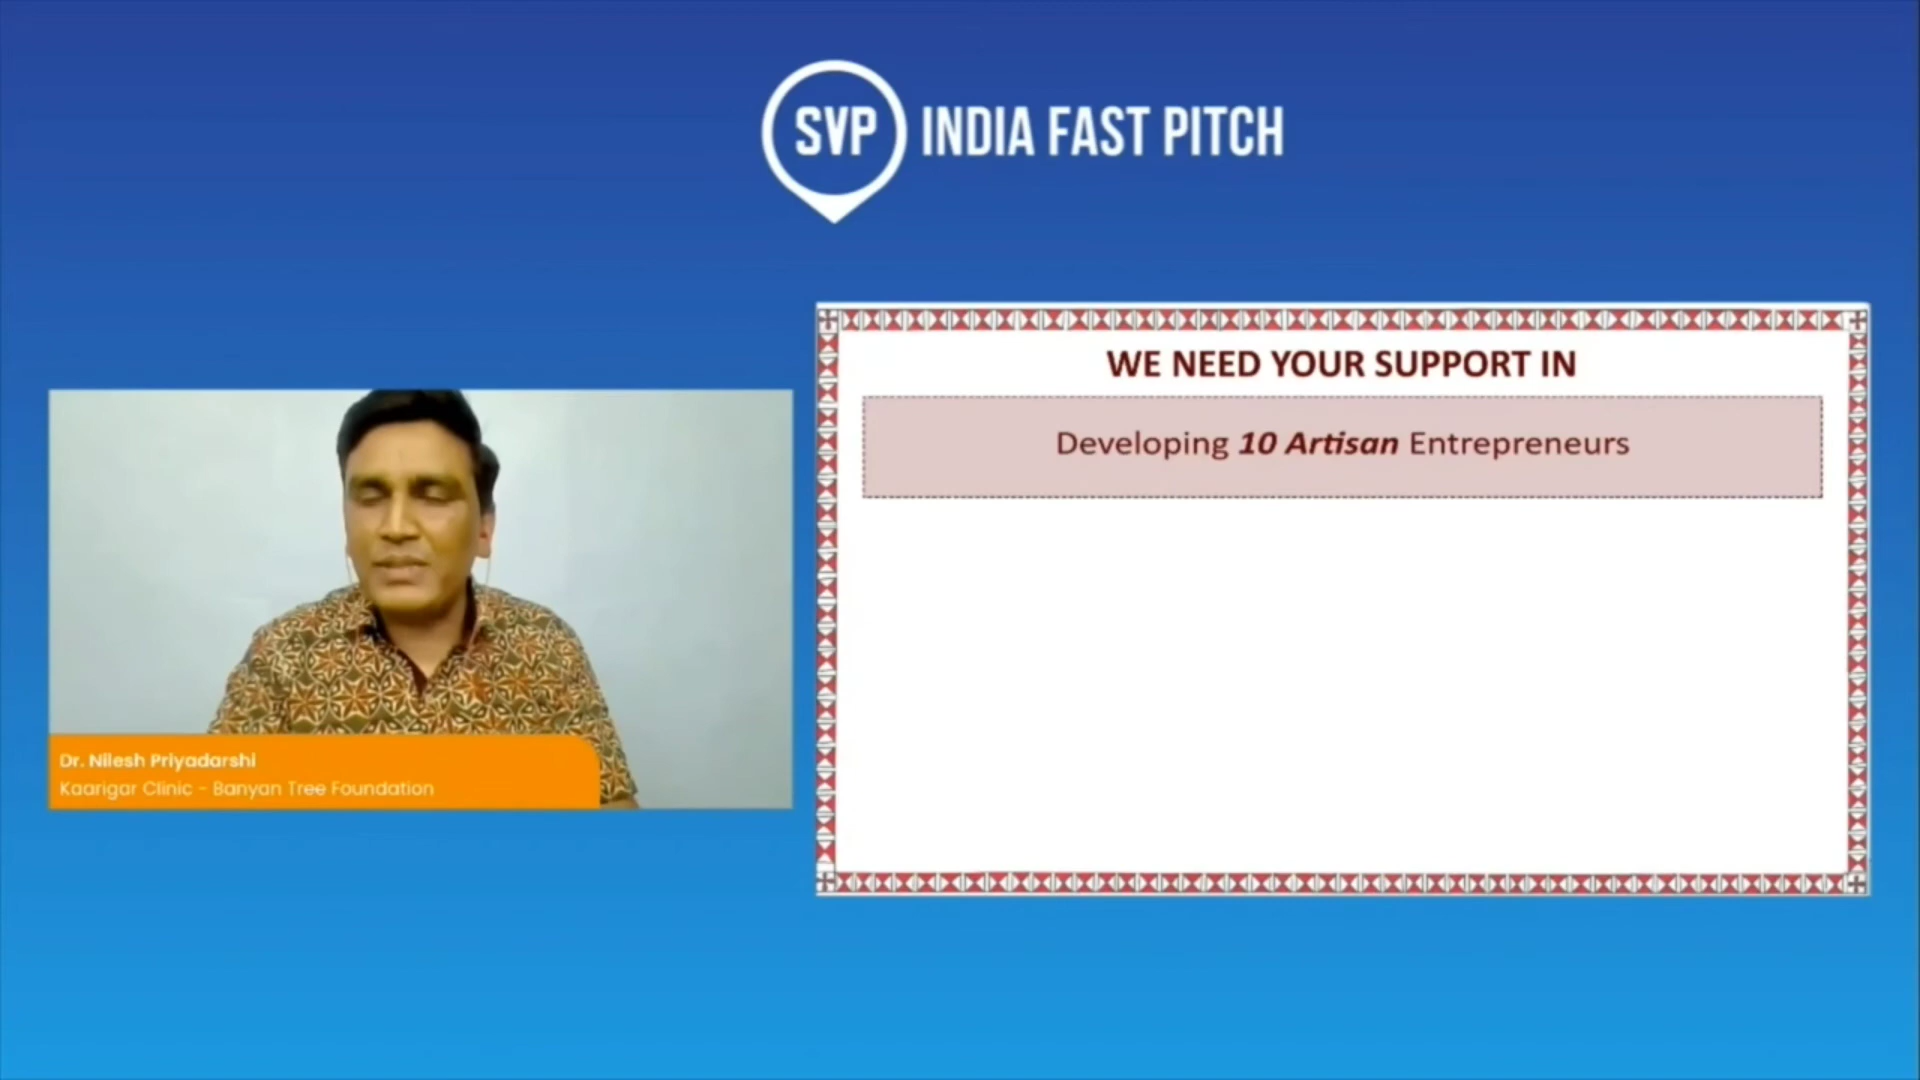 SVP INDIA FAST PITCH
WE NEED YOUR SUPPORT IN
Developing 10 Artisan Entrepreneurs
Dr. Nilesh Priyadarshi
Kaarigar Clinic - Banyan Tree Foundation